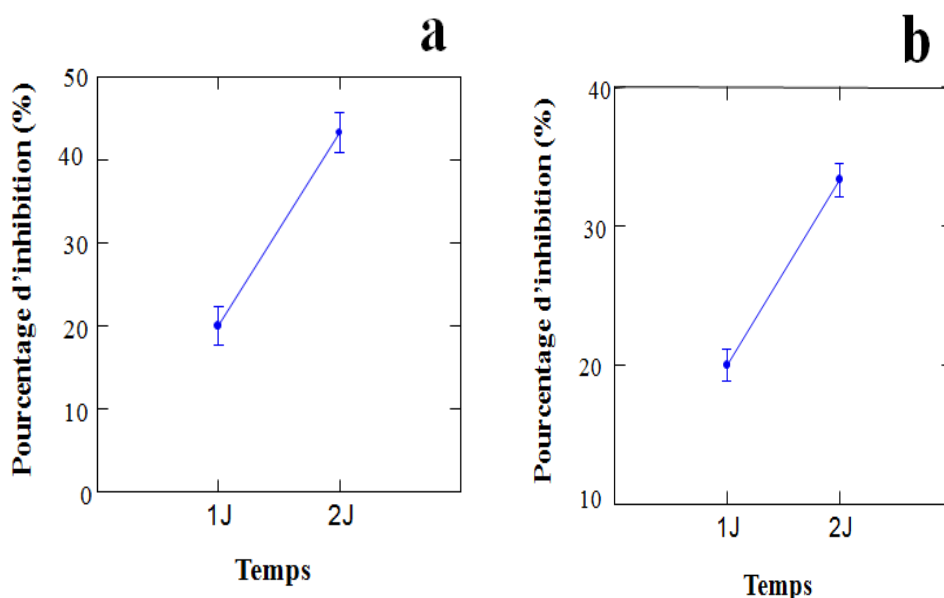 a
Pourcentage d'inhibition (%)
50
40
30
20
10
0
1J 2J
Temps
b
Pourcentage d'inhibition (%)
40
30
20
10
1J 2J
Temps